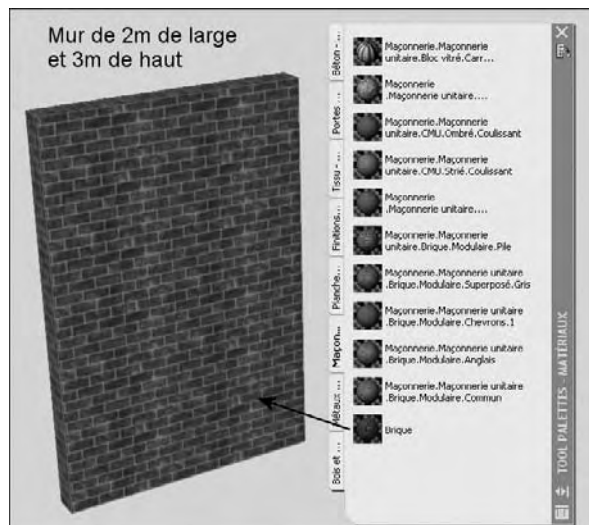 Mur de 2m de large
et 3m de haut
Béton - ...
Portes ...
Tissu - ...
Finitions...
Planche...
Maçon...
Métaux ...
Bois et ...
Maçonnerie.Maçonnerie
unitaire.Bloc vitré.Carr...
Maçonnerie
.Maçonnerie unitaire....
Maçonnerie.Maçonnerie
unitaire.CMU.Ombré.Coulissant
Maçonnerie.Maçonnerie
unitaire.CMU.Strié.Coulissant
Maçonnerie
.Maçonnerie unitaire....
Maçonnerie.Maçonnerie
unitaire.Brique.Modulaire.Pile
Maçonnerie.Maçonnerie unitaire
.Brique.Modulaire.Superposé.Gris
Maçonnerie.Maçonnerie unitaire
.Brique.Modulaire.Chevrons.1
Maçonnerie.Maçonnerie unitaire
.Brique.Modulaire.Anglais
Maçonnerie.Maçonnerie unitaire
.Brique.Modulaire.Commun
Brique
TOOL PALETTES - MATÉRIAUX